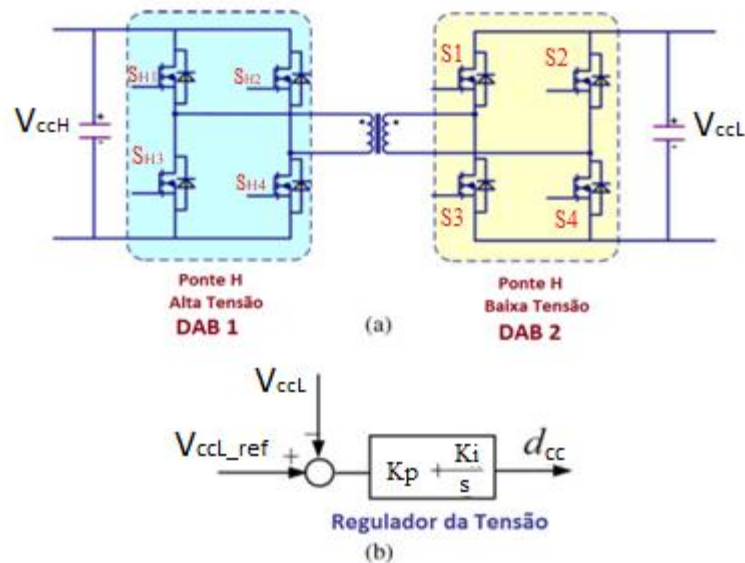 S1 S2
SH1 SH2
VccH + - + - VccL
SH3
SH4
S3 S4
Ponte H
Alta Tensão
DAB 1
Ponte H
Baixa Tensão
DAB 2
(a)
VccL
−
VccL_ref + Kp + Ki/s dcc
Regulador da Tensão
(b)